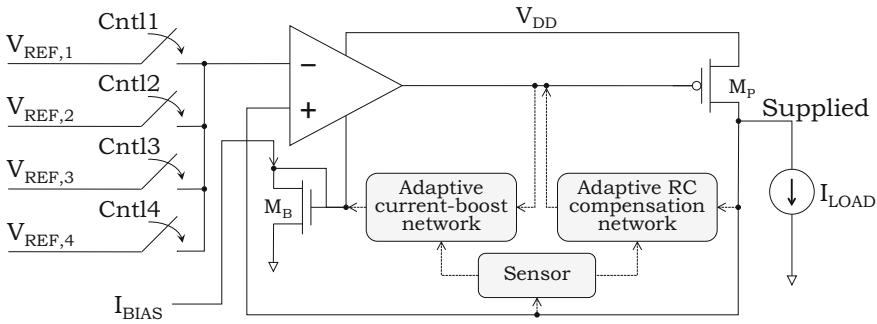 Cntl1
V_REF,1
Cntl2
V_REF,2
Cntl3
V_REF,3
Cntl4
V_REF,4
I_BIAS
−
+
V_DD
M_P
Supplied
I_LOAD
M_B
Adaptive
current-boost
network
Adaptive RC
compensation
network
Sensor